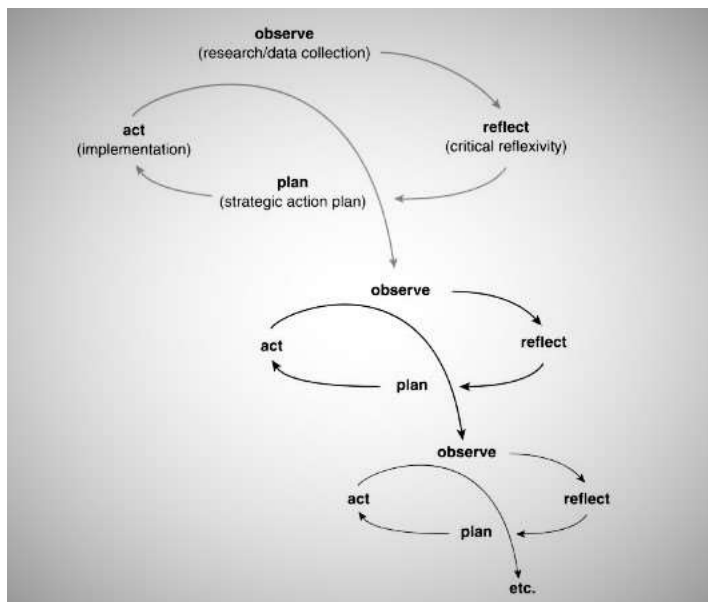 observe
(research/data collection)
act
(implementation)
reflect
(critical reflexivity)
plan
(strategic action plan)
observe
act
reflect
plan
observe
act
reflect
plan
etc.